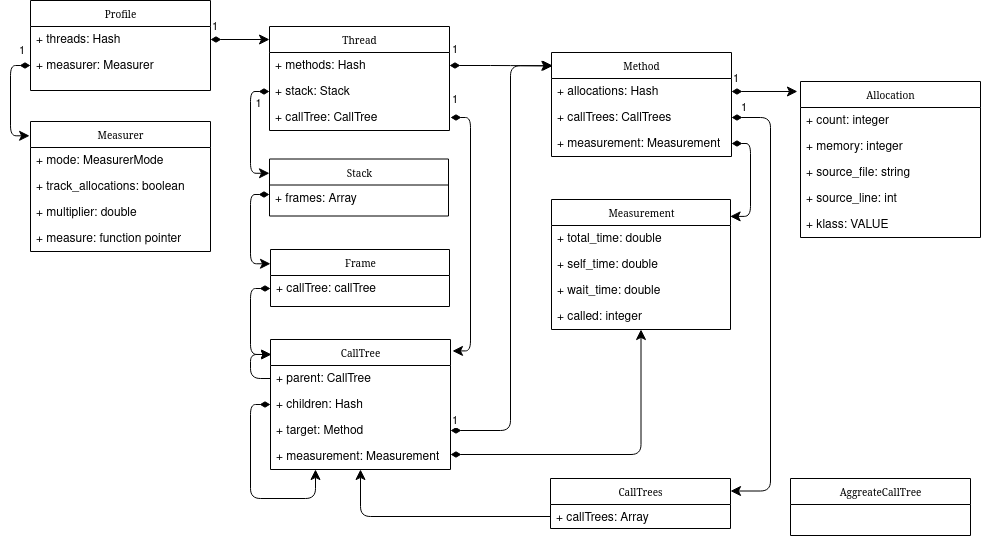 Profile
+ threads: Hash
+ measurer: Measurer
1
1
Measurer
+ mode: MeasurerMode
+ track_allocations: boolean
+ multiplier: double
+ measure: function pointer
Thread
+ methods: Hash
+ stack: Stack
+ callTree: CallTree
1
1
1
Stack
+ frames: Array
Frame
+ callTree: callTree
CallTree
+ parent: CallTree
+ children: Hash
+ target: Method
+ measurement: Measurement
1
Method
+ allocations: Hash
+ callTrees: CallTrees
+ measurement: Measurement
1
1
Measurement
+ total_time: double
+ self_time: double
+ wait_time: double
+ called: integer
CallTrees
+ callTrees: Array
Allocation
+ count: integer
+ memory: integer
+ source_file: string
+ source_line: int
+ klass: VALUE
AggreateCallTree